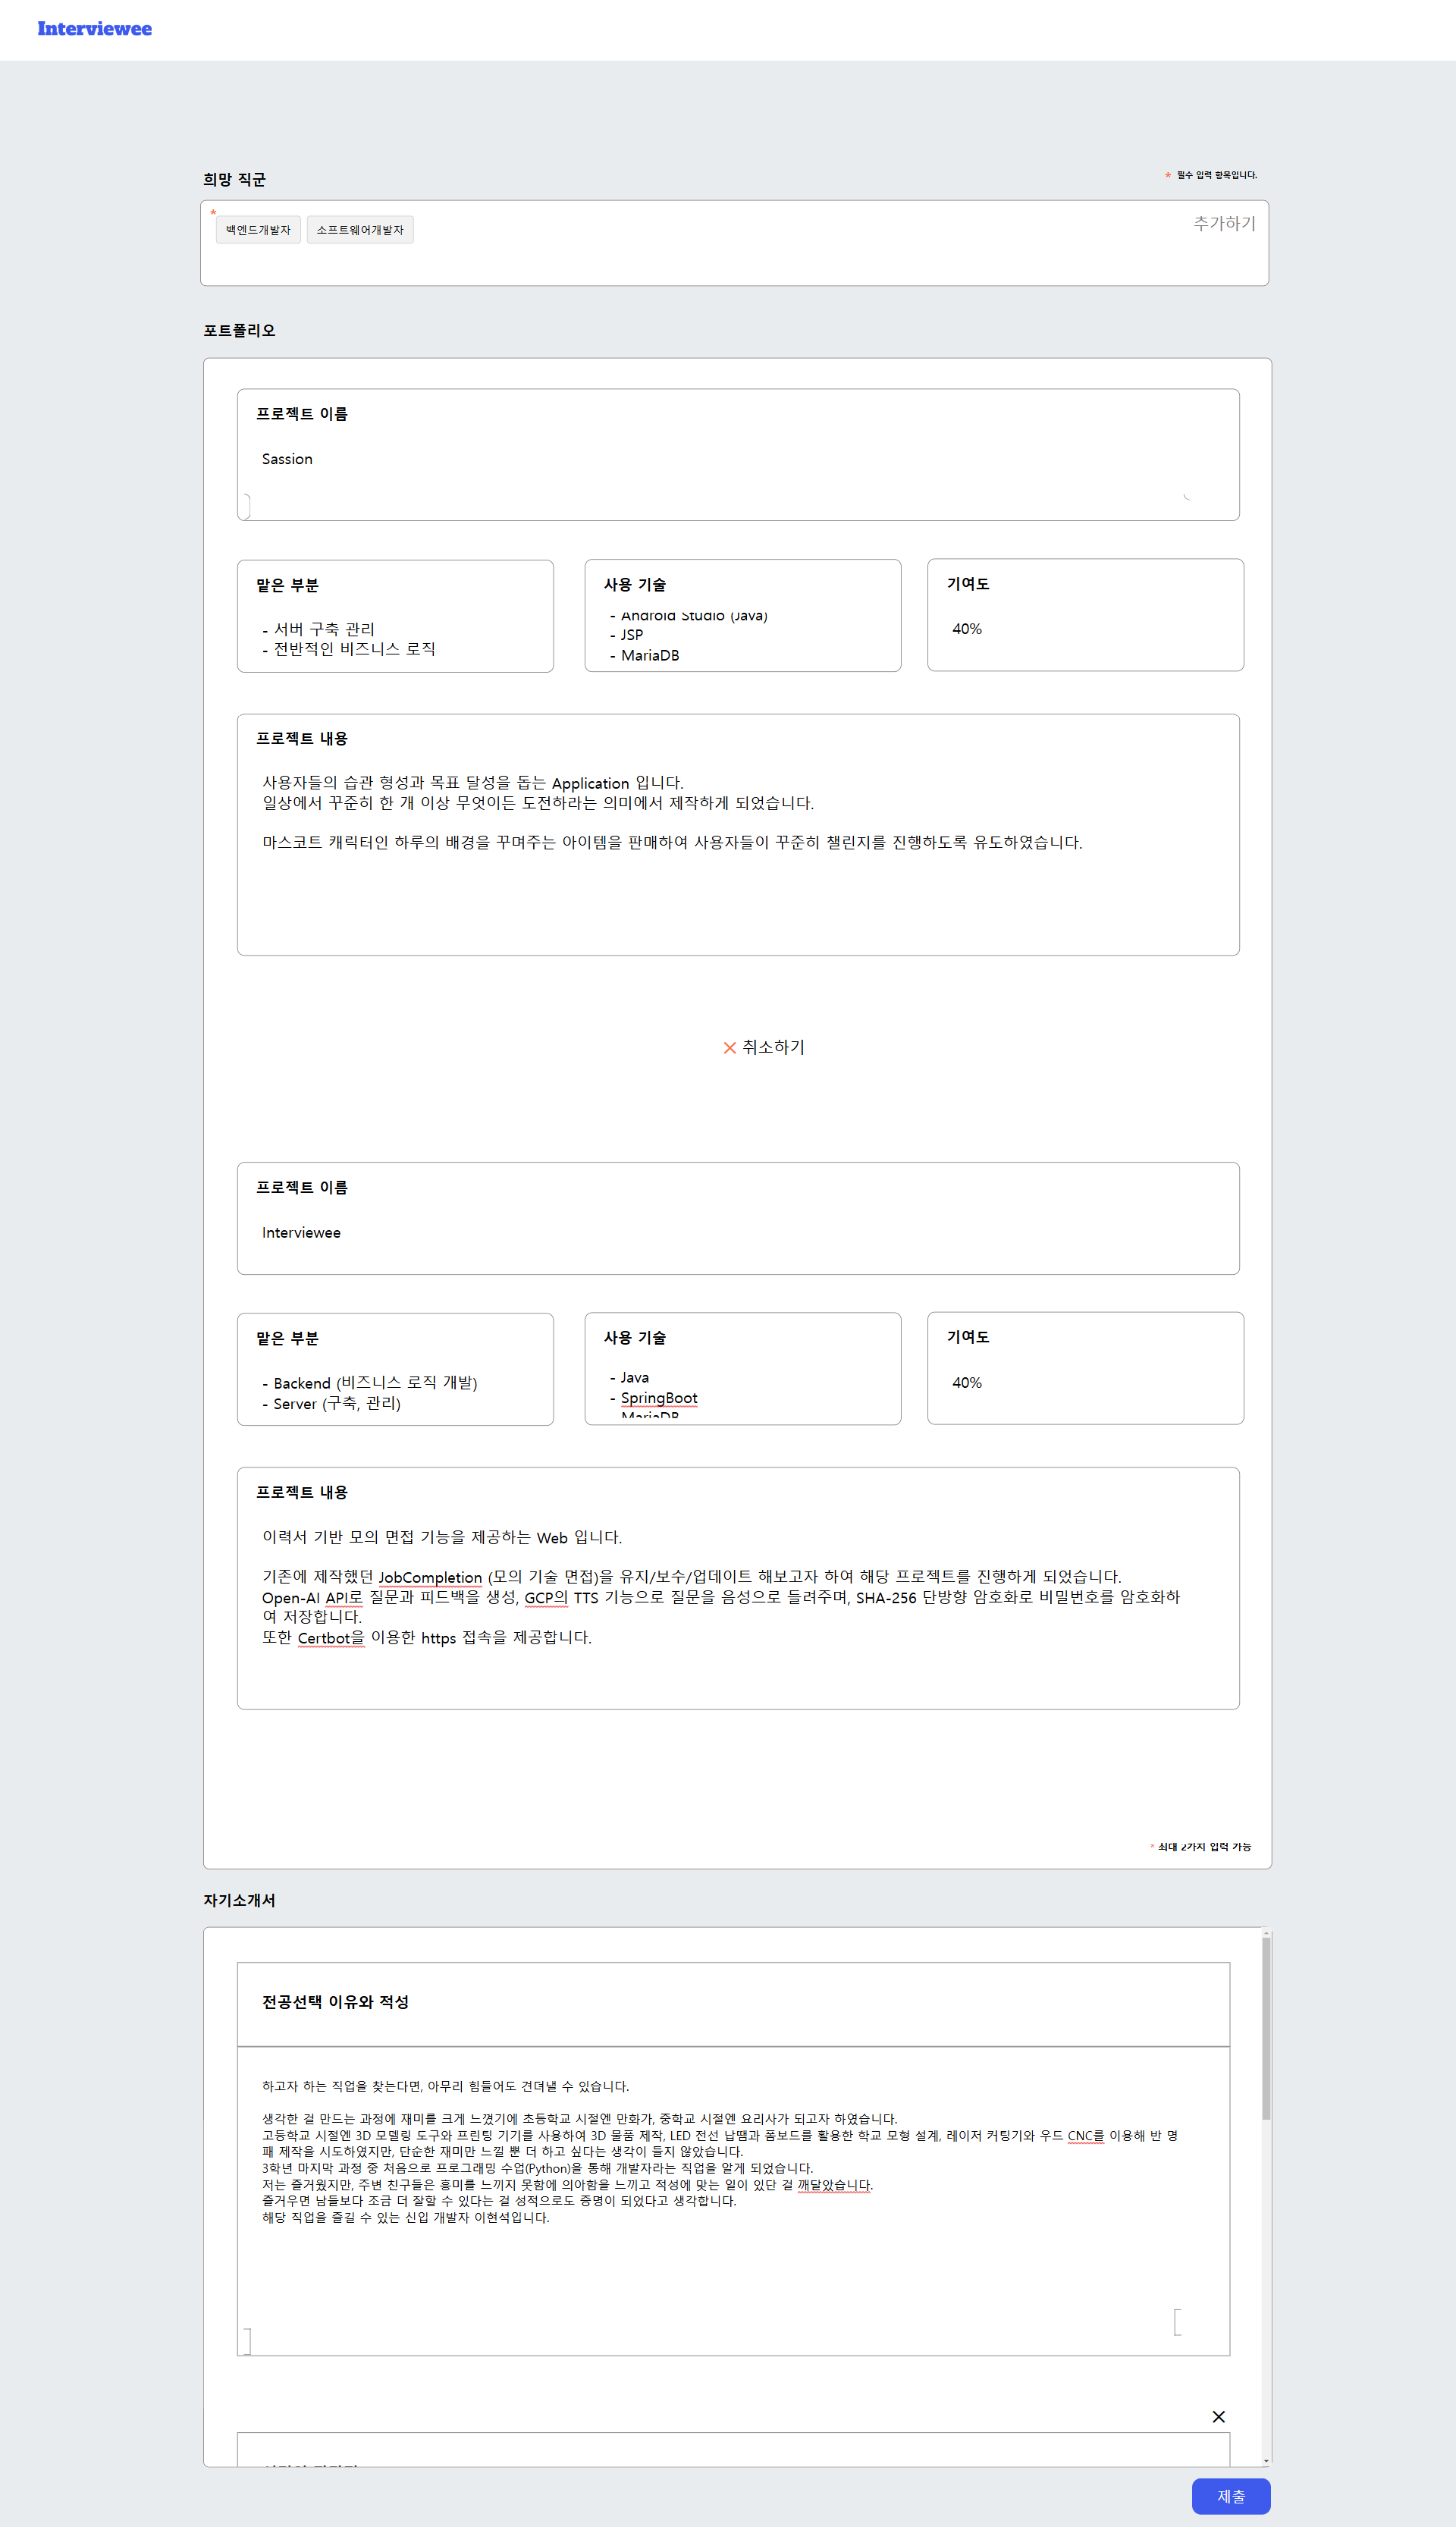 Interviewee
희망 직군
* 필수 입력 항목입니다.
*
백엔드개발자 소프트웨어개발자
추가하기
포트폴리오
프로젝트 이름
Sassion
맡은 부분
- 서버 구축 관리
- 전반적인 비즈니스 로직
사용 기술
- Android Studio (Java)
- JSP
- MariaDB
기여도
40%
프로젝트 내용
사용자들의 습관 형성과 목표 달성을 돕는 Application 입니다.
일상에서 꾸준히 한 개 이상 무엇이든 도전하라는 의미에서 제작하게 되었습니다.
마스코트 캐릭터인 하루의 배경을 꾸며주는 아이템을 판매하여 사용자들이 꾸준히 챌린지를 진행하도록 유도하였습니다.
취소하기
프로젝트 이름
Interviewee
맡은 부분
- Backend (비즈니스 로직 개발)
- Server (구축, 관리)
사용 기술
- Java
- SpringBoot
MariaDB
기여도
40%
프로젝트 내용
이력서 기반 모의 면접 기능을 제공하는 Web 입니다.
기존에 제작했던 JobCompletion (모의 기술 면접)을 유지/보수/업데이트 해보고자 하여 해당 프로젝트를 진행하게 되었습니다.
Open-AI API로 질문과 피드백을 생성, GCP의 TTS 기능으로 질문을 음성으로 들려주며, SHA-256 단방향 암호화로 비밀번호를 암호화하
여 저장합니다.
또한 Certbot을 이용한 https 접속을 제공합니다.
* 최대 2가지 입력 가능
자기소개서
전공선택 이유와 적성
하고자 하는 직업을 찾는다면, 아무리 힘들어도 견뎌낼 수 있습니다.
생각한 걸 만드는 과정에 재미를 크게 느꼈기에 초등학교 시절엔 만화가, 중학교 시절엔 요리사가 되고자 하였습니다.
고등학교 시절엔 3D 모델링 도구와 프린팅 기기를 사용하여 3D 물품 제작, LED 전선 납땜과 폼보드를 활용한 학교 모형 설계, 레이저 커팅기와 우드 CNC를 이용해 반 명
패 제작을 시도하였지만, 단순한 재미만 느낄 뿐 더 하고 싶다는 생각이 들지 않았습니다.
3학년 마지막 과정 중 처음으로 프로그래밍 수업(Python)을 통해 개발자라는 직업을 알게 되었습니다.
저는 즐거웠지만, 주변 친구들은 흥미를 느끼지 못함에 의아함을 느끼고 적성에 맞는 일이 있단 걸 깨달았습니다.
즐거우면 남들보다 조금 더 잘할 수 있다는 걸 성적으로도 증명이 되었다고 생각합니다.
해당 직업을 즐길 수 있는 신입 개발자 이현석입니다.
제출